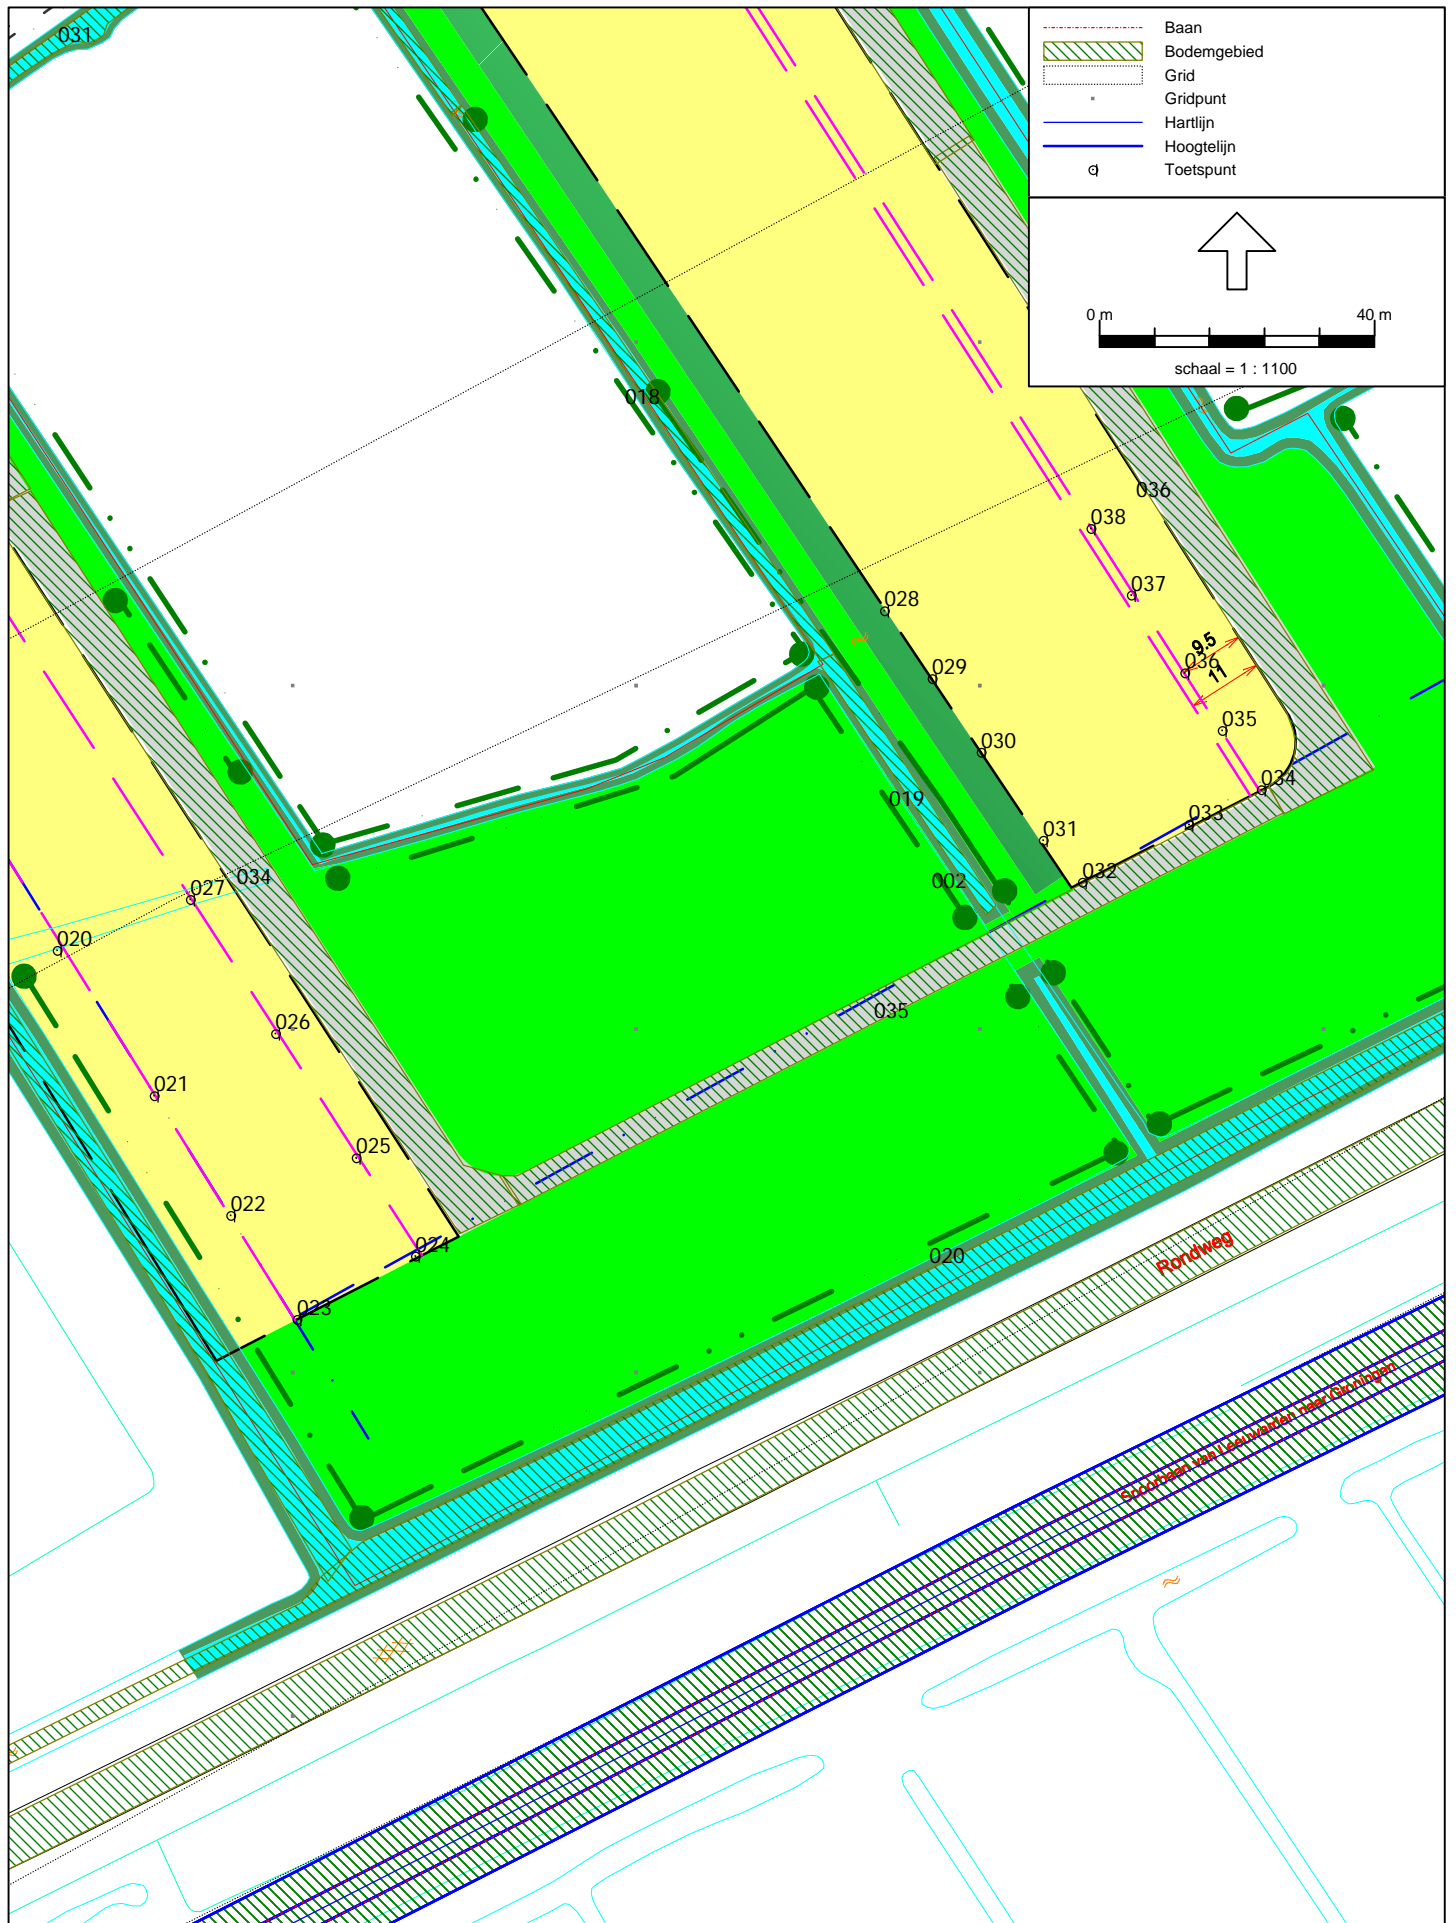 Baan
Bodemgebied
Grid
Gridpunt
Hartlijn
Hoogtelijn
Toetspunt
0 m 40 m
schaal = 1 : 1100
031
018
036
038
037
028
9.5
036
029
11
035
030
034
019
033
031
032
002
034
027
020
035
026
021
025
022
024
020
Rondweg
023
Spoorbaan van Leeuwarden naar Groningen